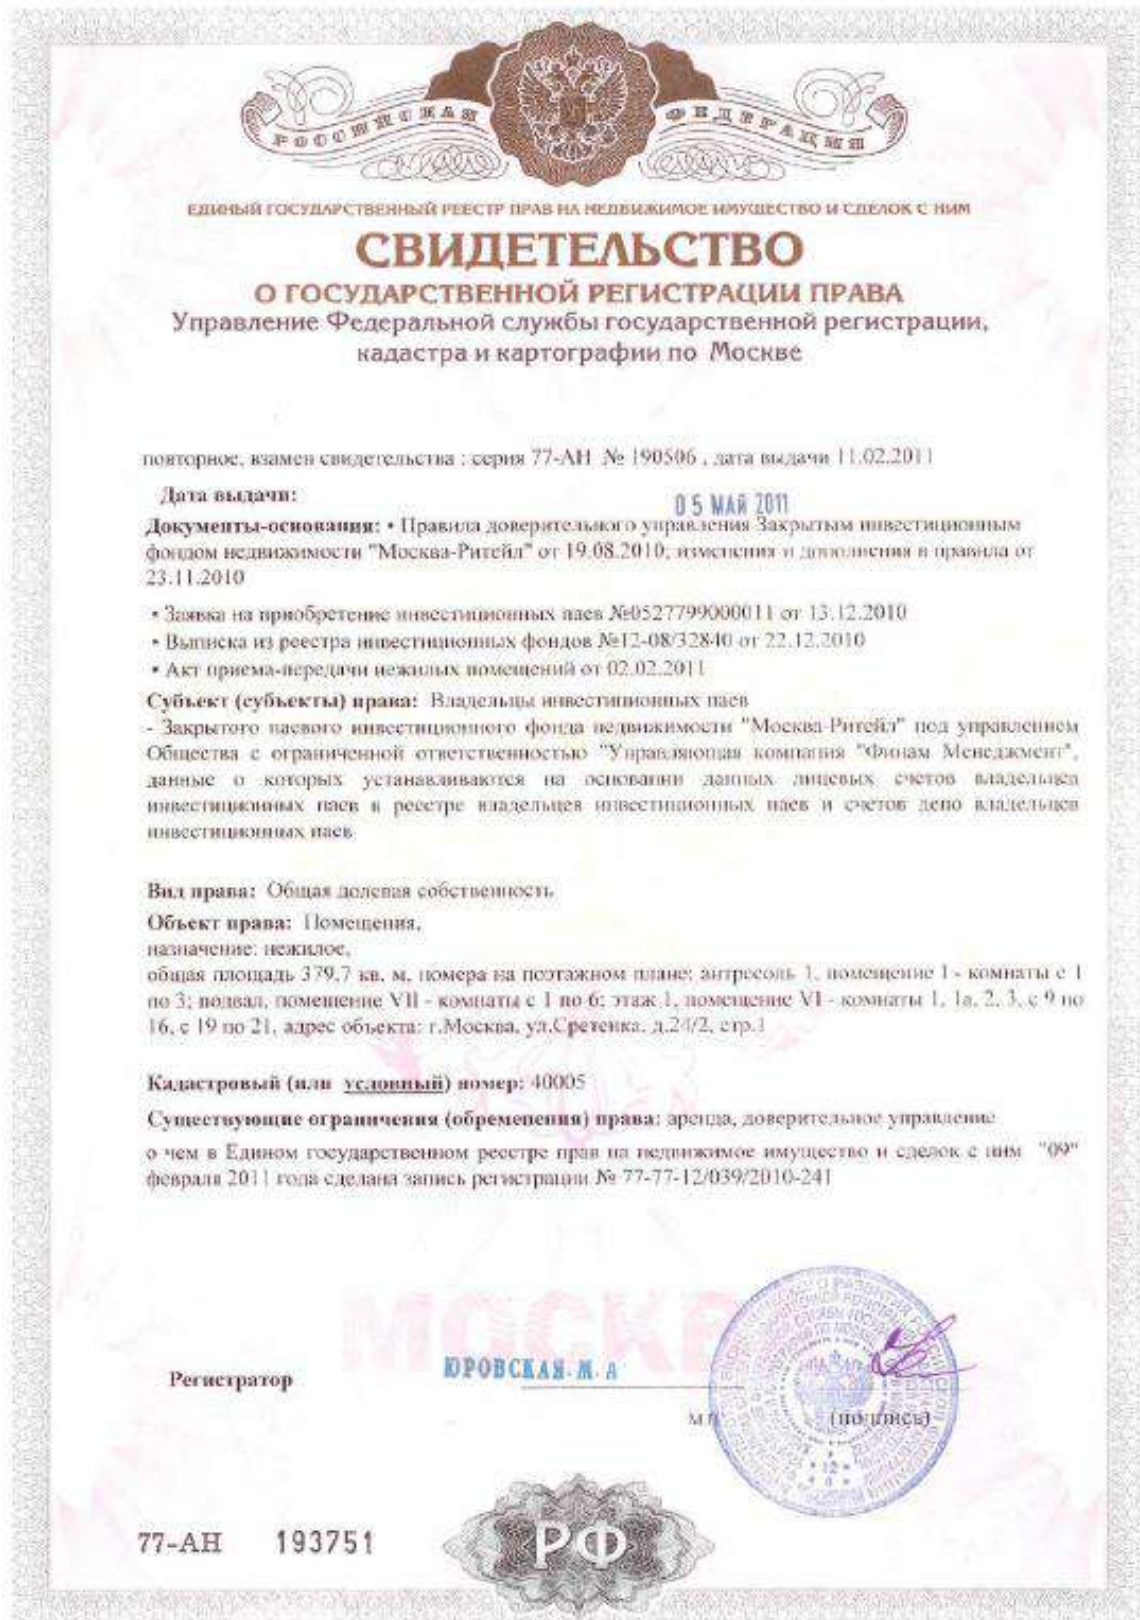 РОССИЙСКАЯ ФЕДЕРАЦИЯ
ЕДИНЫЙ ГОСУДАРСТВЕННЫЙ РЕЕСТР ПРАВ НА НЕДВИЖИМОЕ ИМУЩЕСТВО И СДЕЛОК С НИМ
СВИДЕТЕЛЬСТВО
О ГОСУДАРСТВЕННОЙ РЕГИСТРАЦИИ ПРАВА
Управление Федеральной службы государственной регистрации,
кадастра и картографии по Москве
повторное, взамен свидетельства : серия 77-АН № 190506 , дата выдачи 11.02.2011
Дата выдачи:
05 МАЙ 2011
Документы-основания: • Правила доверительного управления Закрытым инвестиционным
фондом недвижимости "Москва-Ритейл" от 19.08.2010; изменения и дополнения в правила от
23.11.2010
• Заявка на приобретение инвестиционных паев №0527799000011 от 13.12.2010
• Выписка из реестра инвестиционных фондов №12-08/32840 от 22.12.2010
• Акт приема-передачи нежилых помещений от 02.02.2011
Субъект (субъекты) права: Владельцы инвестиционных паев
- Закрытого паевого инвестиционного фонда недвижимости "Москва-Ритейл" под управлением
Общества с ограниченной ответственностью "Управляющая компания "Финам Менеджмент",
данные о которых устанавливаются на основании данных лицевых счетов владельцев
инвестиционных паев в реестре владельцев инвестиционных паев и счетов депо владельцев
инвестиционных паев
Вид права: Общая долевая собственность
Объект права: Помещения,
назначение: нежилое,
общая площадь 379,7 кв. м, номера на поэтажном плане: антресоль 1, помещение I - комнаты с 1
по 3; подвал, помещение VII - комнаты с 1 по 6; этаж 1, помещение VI - комнаты 1, 1а, 2, 3, с 9 по
16, с 19 по 21, адрес объекта: г.Москва, ул.Сретенка, д.24/2, стр.1
Кадастровый (или условный) номер: 40005
Существующие ограничения (обременения) права: аренда, доверительное управление
о чем в Едином государственном реестре прав на недвижимое имущество и сделок с ним "09"
февраля 2011 года сделана запись регистрации № 77-77-12/039/2010-241
МОСКВ
Регистратор
ЮРОВСКАЯ М. А
М.П.
(подпись)
77-АН 193751
РФ